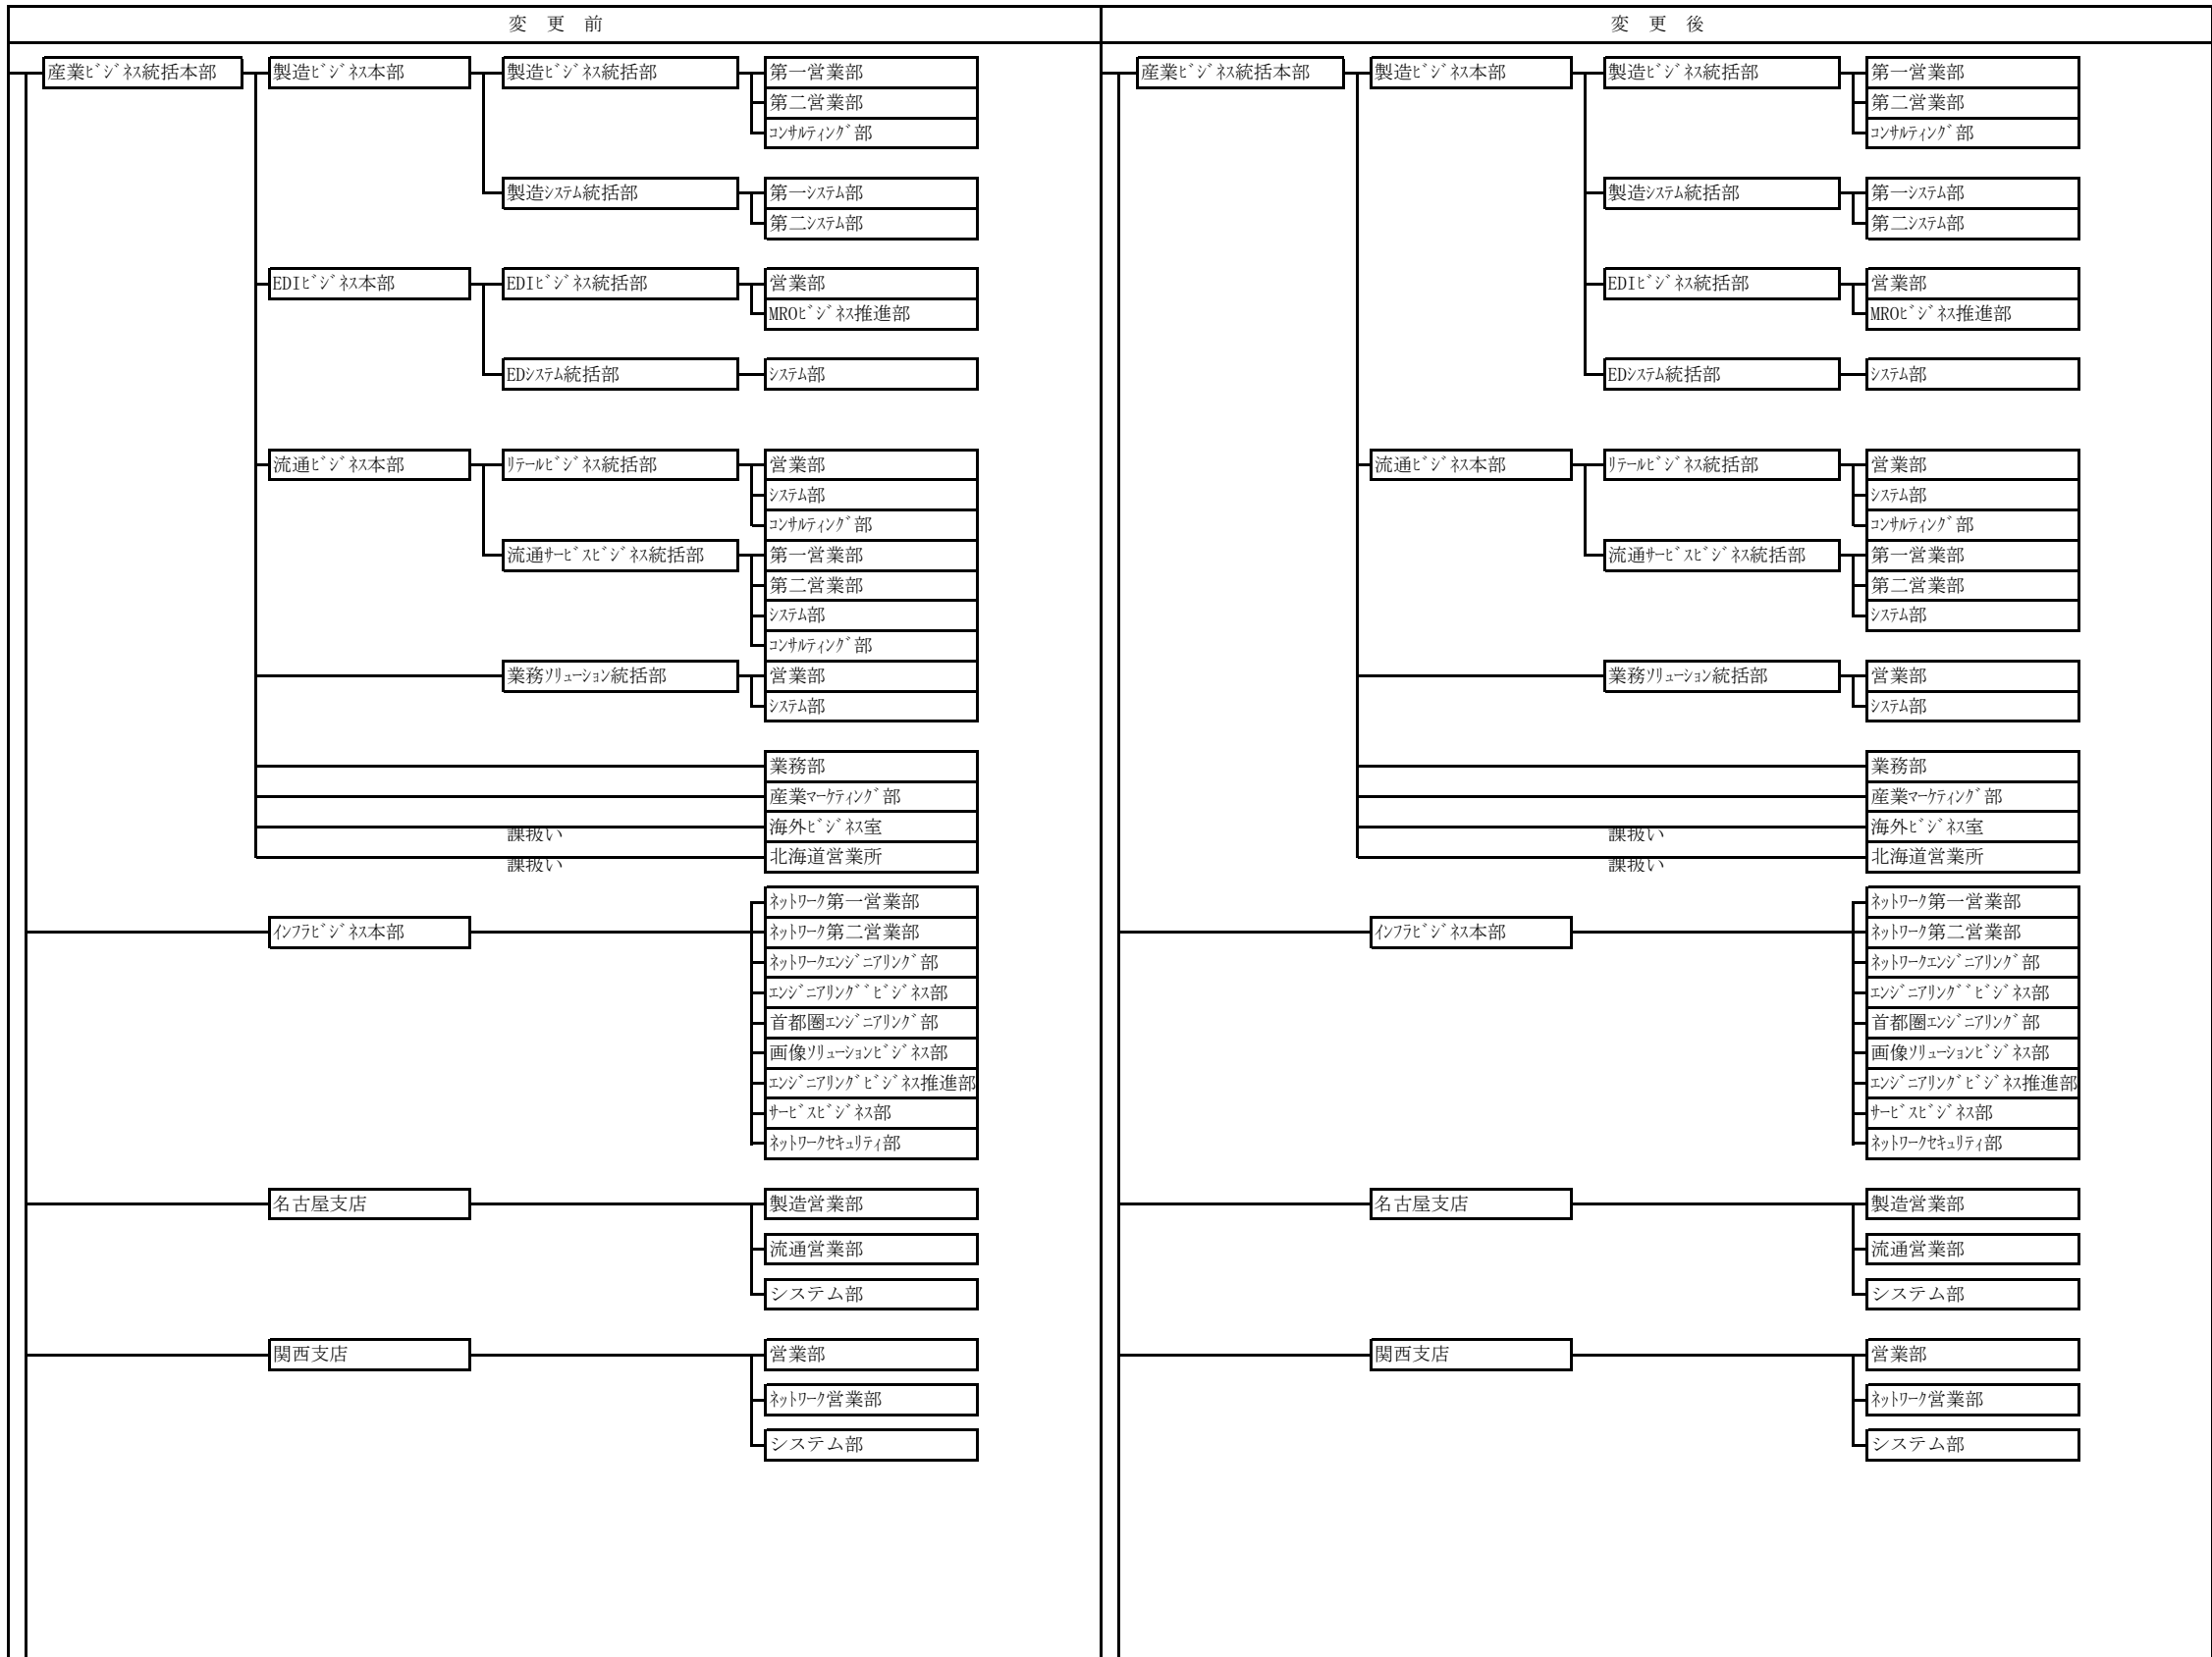 変　更　前
産業ﾋﾞｼﾞﾈｽ統括本部
製造ﾋﾞｼﾞﾈｽ本部
製造ﾋﾞｼﾞﾈｽ統括部
第一営業部
第二営業部
ｺﾝｻﾙﾃｨﾝｸﾞ部
製造ｼｽﾃﾑ統括部
第一ｼｽﾃﾑ部
第二ｼｽﾃﾑ部
EDIﾋﾞｼﾞﾈｽ本部
EDIﾋﾞｼﾞﾈｽ統括部
営業部
MROﾋﾞｼﾞﾈｽ推進部
EDｼｽﾃﾑ統括部
ｼｽﾃﾑ部
流通ﾋﾞｼﾞﾈｽ本部
ﾘﾃｰﾙﾋﾞｼﾞﾈｽ統括部
営業部
ｼｽﾃﾑ部
ｺﾝｻﾙﾃｨﾝｸﾞ部
流通ｻｰﾋﾞｽﾋﾞｼﾞﾈｽ統括部
第一営業部
第二営業部
ｼｽﾃﾑ部
ｺﾝｻﾙﾃｨﾝｸﾞ部
業務ｿﾘｭｰｼｮﾝ統括部
営業部
ｼｽﾃﾑ部
業務部
産業ﾏｰｹﾃｨﾝｸﾞ部
海外ﾋﾞｼﾞﾈｽ室
課扱い
北海道営業所
課扱い
ﾈｯﾄﾜｰｸ第一営業部
ｲﾝﾌﾗﾋﾞｼﾞﾈｽ本部
ﾈｯﾄﾜｰｸ第二営業部
ﾈｯﾄﾜｰｸｴﾝｼﾞﾆｱﾘﾝｸﾞ部
ｴﾝｼﾞﾆｱﾘﾝｸﾞﾞﾋﾞｼﾞﾈｽ部
首都圏ｴﾝｼﾞﾆｱﾘﾝｸﾞ部
画像ｿﾘｭｰｼｮﾝﾋﾞｼﾞﾈｽ部
ｴﾝｼﾞﾆｱﾘﾝｸﾞﾋﾞｼﾞﾈｽ推進部
ｻｰﾋﾞｽﾋﾞｼﾞﾈｽ部
ﾈｯﾄﾜｰｸｾｷｭﾘﾃｨ部
名古屋支店
製造営業部
流通営業部
システム部
関西支店
営業部
ﾈｯﾄﾜｰｸ営業部
システム部
変　更　後
産業ﾋﾞｼﾞﾈｽ統括本部
製造ﾋﾞｼﾞﾈｽ本部
製造ﾋﾞｼﾞﾈｽ統括部
第一営業部
第二営業部
ｺﾝｻﾙﾃｨﾝｸﾞ部
製造ｼｽﾃﾑ統括部
第一ｼｽﾃﾑ部
第二ｼｽﾃﾑ部
EDIﾋﾞｼﾞﾈｽ統括部
営業部
MROﾋﾞｼﾞﾈｽ推進部
EDｼｽﾃﾑ統括部
ｼｽﾃﾑ部
流通ﾋﾞｼﾞﾈｽ本部
ﾘﾃｰﾙﾋﾞｼﾞﾈｽ統括部
営業部
ｼｽﾃﾑ部
ｺﾝｻﾙﾃｨﾝｸﾞ部
流通ｻｰﾋﾞｽﾋﾞｼﾞﾈｽ統括部
第一営業部
第二営業部
ｼｽﾃﾑ部
業務ｿﾘｭｰｼｮﾝ統括部
営業部
ｼｽﾃﾑ部
業務部
産業ﾏｰｹﾃｨﾝｸﾞ部
海外ﾋﾞｼﾞﾈｽ室
課扱い
北海道営業所
課扱い
ﾈｯﾄﾜｰｸ第一営業部
ｲﾝﾌﾗﾋﾞｼﾞﾈｽ本部
ﾈｯﾄﾜｰｸ第二営業部
ﾈｯﾄﾜｰｸｴﾝｼﾞﾆｱﾘﾝｸﾞ部
ｴﾝｼﾞﾆｱﾘﾝｸﾞﾞﾋﾞｼﾞﾈｽ部
首都圏ｴﾝｼﾞﾆｱﾘﾝｸﾞ部
画像ｿﾘｭｰｼｮﾝﾋﾞｼﾞﾈｽ部
ｴﾝｼﾞﾆｱﾘﾝｸﾞﾋﾞｼﾞﾈｽ推進部
ｻｰﾋﾞｽﾋﾞｼﾞﾈｽ部
ﾈｯﾄﾜｰｸｾｷｭﾘﾃｨ部
名古屋支店
製造営業部
流通営業部
システム部
関西支店
営業部
ﾈｯﾄﾜｰｸ営業部
システム部